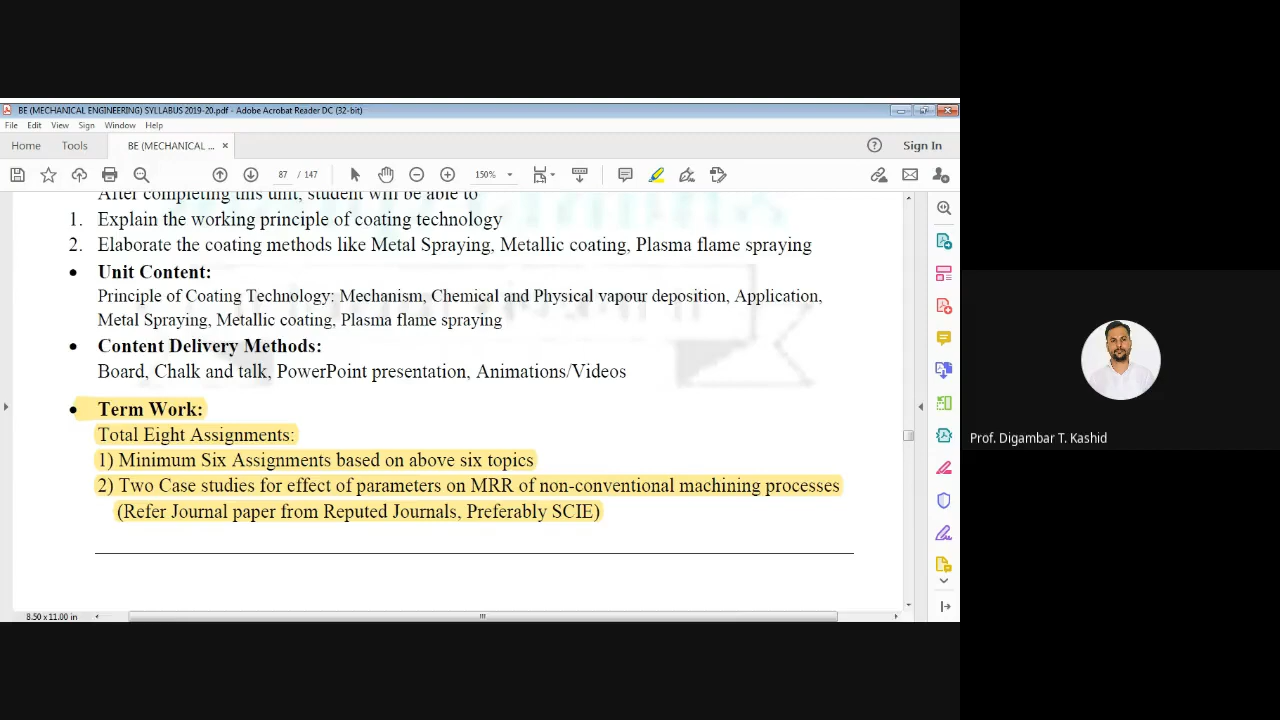 BE (MECHANICAL ENGINEERING) SYLLABUS 2019-20.pdf - Adobe Acrobat Reader DC (32-bit)
File Edit View Sign Window Help
Home Tools BE (MECHANICAL ... × Sign In
87 / 147 150%
After completing this unit, student will be able to
1. Explain the working principle of coating technology
2. Elaborate the coating methods like Metal Spraying, Metallic coating, Plasma flame spraying
• Unit Content:
Principle of Coating Technology: Mechanism, Chemical and Physical vapour deposition, Application,
Metal Spraying, Metallic coating, Plasma flame spraying
• Content Delivery Methods:
Board, Chalk and talk, PowerPoint presentation, Animations/Videos
• Term Work:
Total Eight Assignments:
1) Minimum Six Assignments based on above six topics
2) Two Case studies for effect of parameters on MRR of non-conventional machining processes
(Refer Journal paper from Reputed Journals, Preferably SCIE)
8.50 x 11.00 in
Prof. Digambar T. Kashid